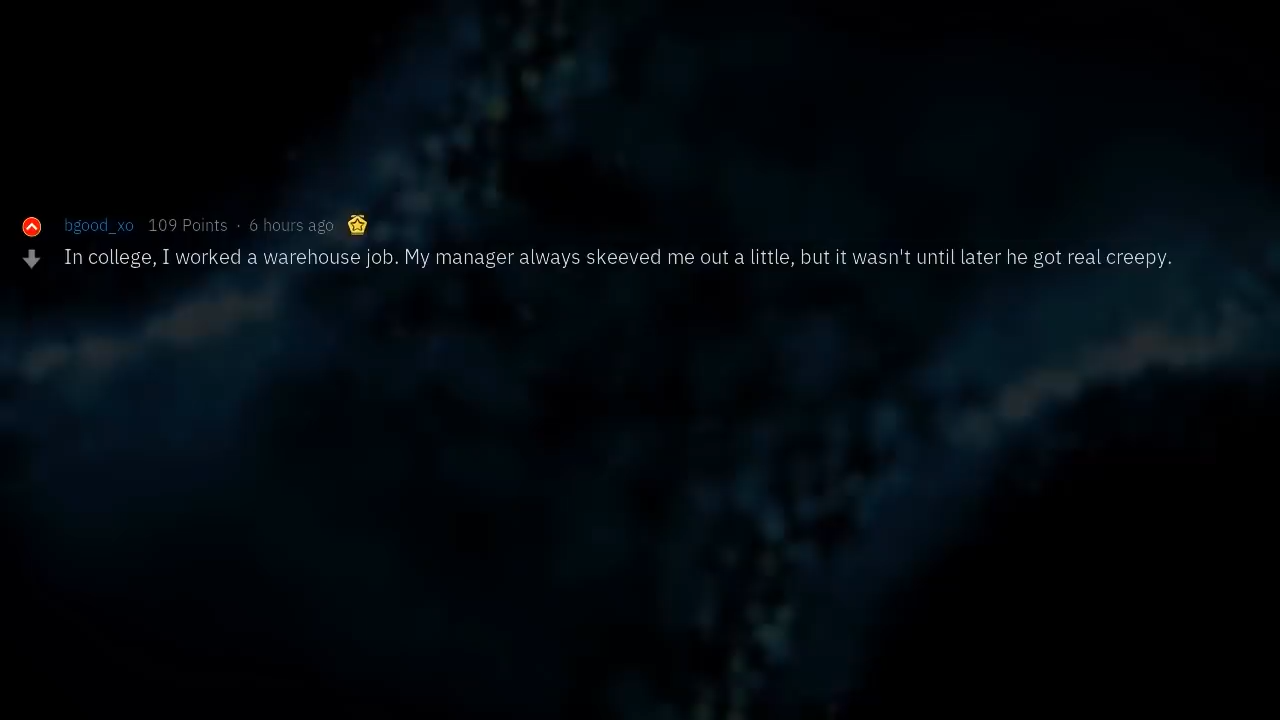 bgood_xo 109 Points · 6 hours ago
In college, I worked a warehouse job. My manager always skeeved me out a little, but it wasn't until later he got real creepy.